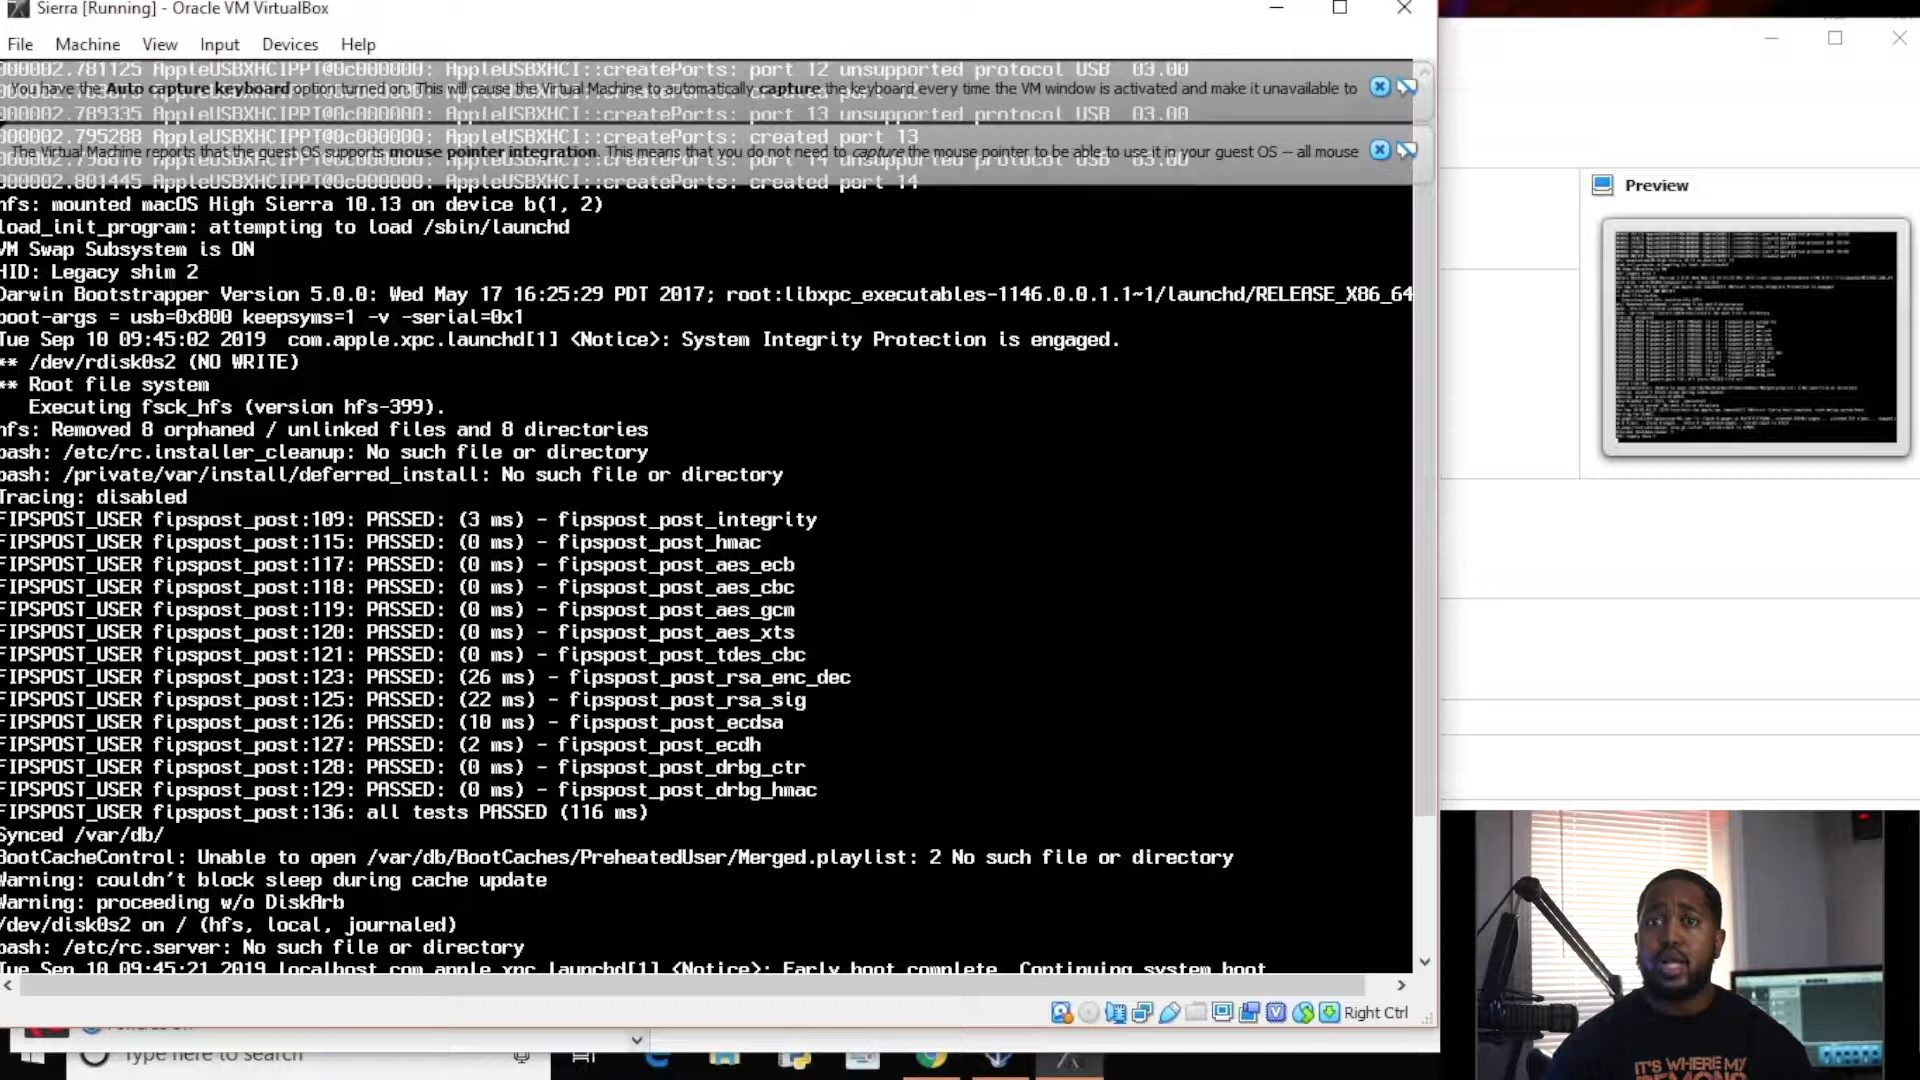 Sierra [Running] - Oracle VM VirtualBox
File Machine View Input Devices Help
000002.781125 AppleUSBXHCIPPT@0c000000: AppleUSBXHCI::createPorts: port 12 unsupported protocol USB 03.00
You have the Auto capture keyboard option turned on. This will cause the Virtual Machine to automatically capture the keyboard every time the VM window is activated and make it unavailable to
000002.789335 AppleUSBXHCIPPT@0c000000: AppleUSBXHCI::createPorts: port 13 unsupported protocol USB 03.00
000002.795288 AppleUSBXHCIPPT@0c000000: AppleUSBXHCI::createPorts: created port 13
The Virtual Machine reports that the guest OS supports mouse pointer integration. This means that you do not need to capture the mouse pointer to be able to use it in your guest OS -- all mouse
000002.801445 AppleUSBXHCIPPT@0c000000: AppleUSBXHCI::createPorts: created port 14
hfs: mounted macOS High Sierra 10.13 on device b(1, 2)
load_init_program: attempting to load /sbin/launchd
VM Swap Subsystem is ON
HID: Legacy shim 2
Darwin Bootstrapper Version 5.0.0: Wed May 17 16:25:29 PDT 2017; root:libxpc_executables-1146.0.0.1.1~1/launchd/RELEASE_X86_64
boot-args = usb=0x800 keepsyms=1 -v -serial=0x1
Tue Sep 10 09:45:02 2019 com.apple.xpc.launchd[1] <Notice>: System Integrity Protection is engaged.
** /dev/rdisk0s2 (NO WRITE)
** Root file system
Executing fsck_hfs (version hfs-399).
hfs: Removed 8 orphaned / unlinked files and 8 directories
bash: /etc/rc.installer_cleanup: No such file or directory
bash: /private/var/install/deferred_install: No such file or directory
Tracing: disabled
FIPSPOST_USER fipspost_post:109: PASSED: (3 ms) - fipspost_post_integrity
FIPSPOST_USER fipspost_post:115: PASSED: (0 ms) - fipspost_post_hmac
FIPSPOST_USER fipspost_post:117: PASSED: (0 ms) - fipspost_post_aes_ecb
FIPSPOST_USER fipspost_post:118: PASSED: (0 ms) - fipspost_post_aes_cbc
FIPSPOST_USER fipspost_post:119: PASSED: (0 ms) - fipspost_post_aes_gcm
FIPSPOST_USER fipspost_post:120: PASSED: (0 ms) - fipspost_post_aes_xts
FIPSPOST_USER fipspost_post:121: PASSED: (0 ms) - fipspost_post_tdes_cbc
FIPSPOST_USER fipspost_post:123: PASSED: (26 ms) - fipspost_post_rsa_enc_dec
FIPSPOST_USER fipspost_post:125: PASSED: (22 ms) - fipspost_post_rsa_sig
FIPSPOST_USER fipspost_post:126: PASSED: (10 ms) - fipspost_post_ecdsa
FIPSPOST_USER fipspost_post:127: PASSED: (2 ms) - fipspost_post_ecdh
FIPSPOST_USER fipspost_post:128: PASSED: (0 ms) - fipspost_post_drbg_ctr
FIPSPOST_USER fipspost_post:129: PASSED: (0 ms) - fipspost_post_drbg_hmac
FIPSPOST_USER fipspost_post:136: all tests PASSED (116 ms)
Synced /var/db/
BootCacheControl: Unable to open /var/db/BootCaches/PreheatedUser/Merged.playlist: 2 No such file or directory
Warning: couldn't block sleep during cache update
Warning: proceeding w/o DiskArb
/dev/disk0s2 on / (hfs, local, journaled)
bash: /etc/rc.server: No such file or directory
Tue Sep 10 09:45:21 2019 localhost com.apple.xpc.launchd[1] <Notice>: Early boot complete. Continuing system boot
Right Ctrl
Type here to search
Preview
IT'S WHERE MY
DEMONS